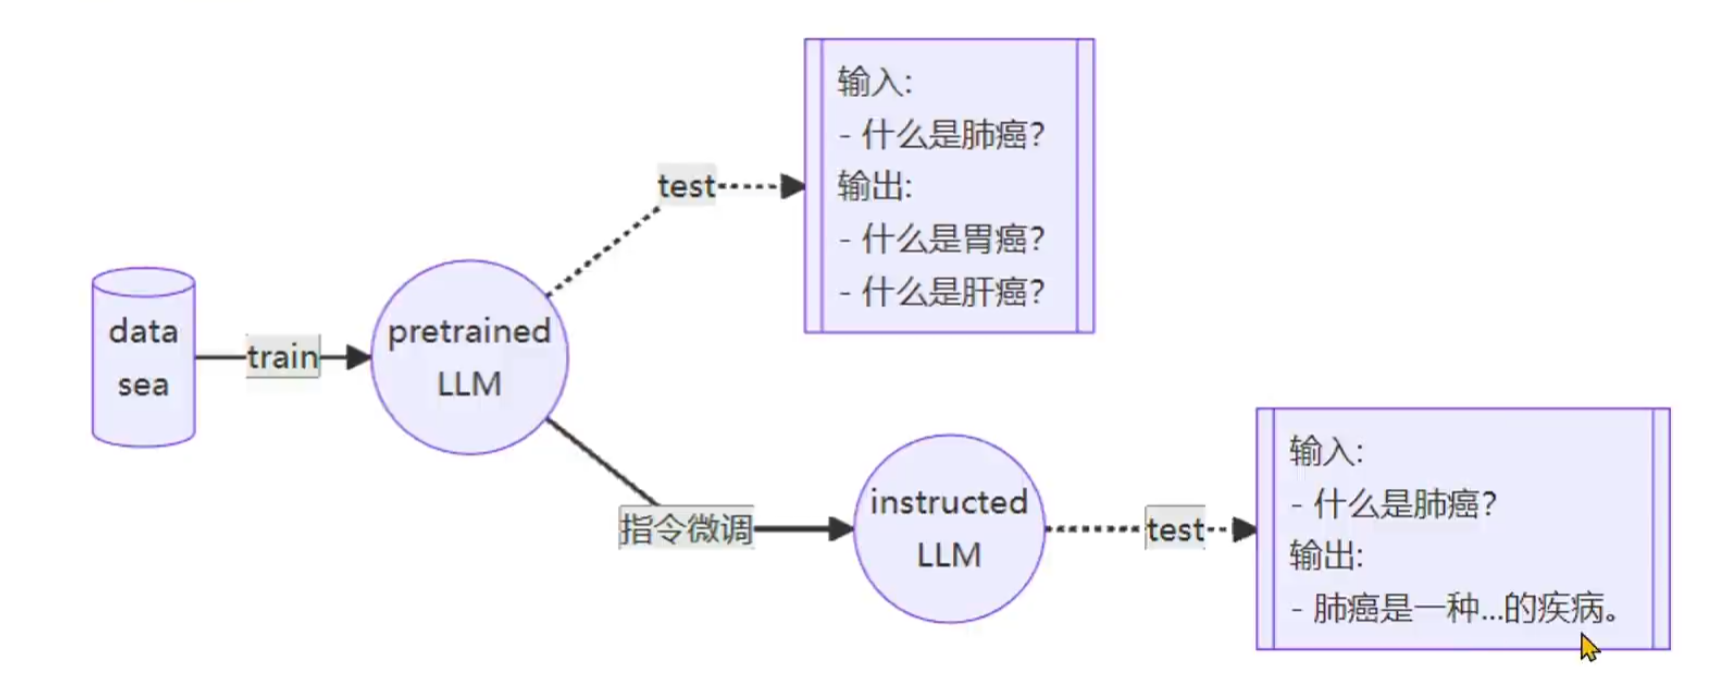 data
sea
train
pretrained
LLM
test
输入:
- 什么是肺癌?
输出:
- 什么是胃癌?
- 什么是肝癌?
指令微调
instructed
LLM
test
输入:
- 什么是肺癌?
输出:
- 肺癌是一种...的疾病。